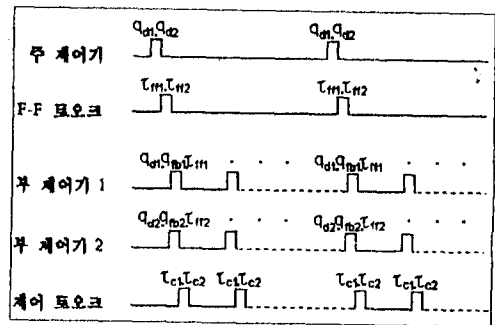 q_d1,q_d2 q_d1,q_d2
주 제어기
τ_ff1,τ_ff2 τ_ff1,τ_ff2
F-F 토오크
q_d1,q_fb1,τ_ff1 · · · q_d1,q_fb1,τ_ff1 · · ·
부 제어기 1
q_d2,q_fb2,τ_ff2 · · · q_d2,q_fb2,τ_ff2 · · ·
부 제어기 2
τ_c1,τ_c2 τ_c1,τ_c2 τ_c1,τ_c2 τ_c1,τ_c2
제어 토오크